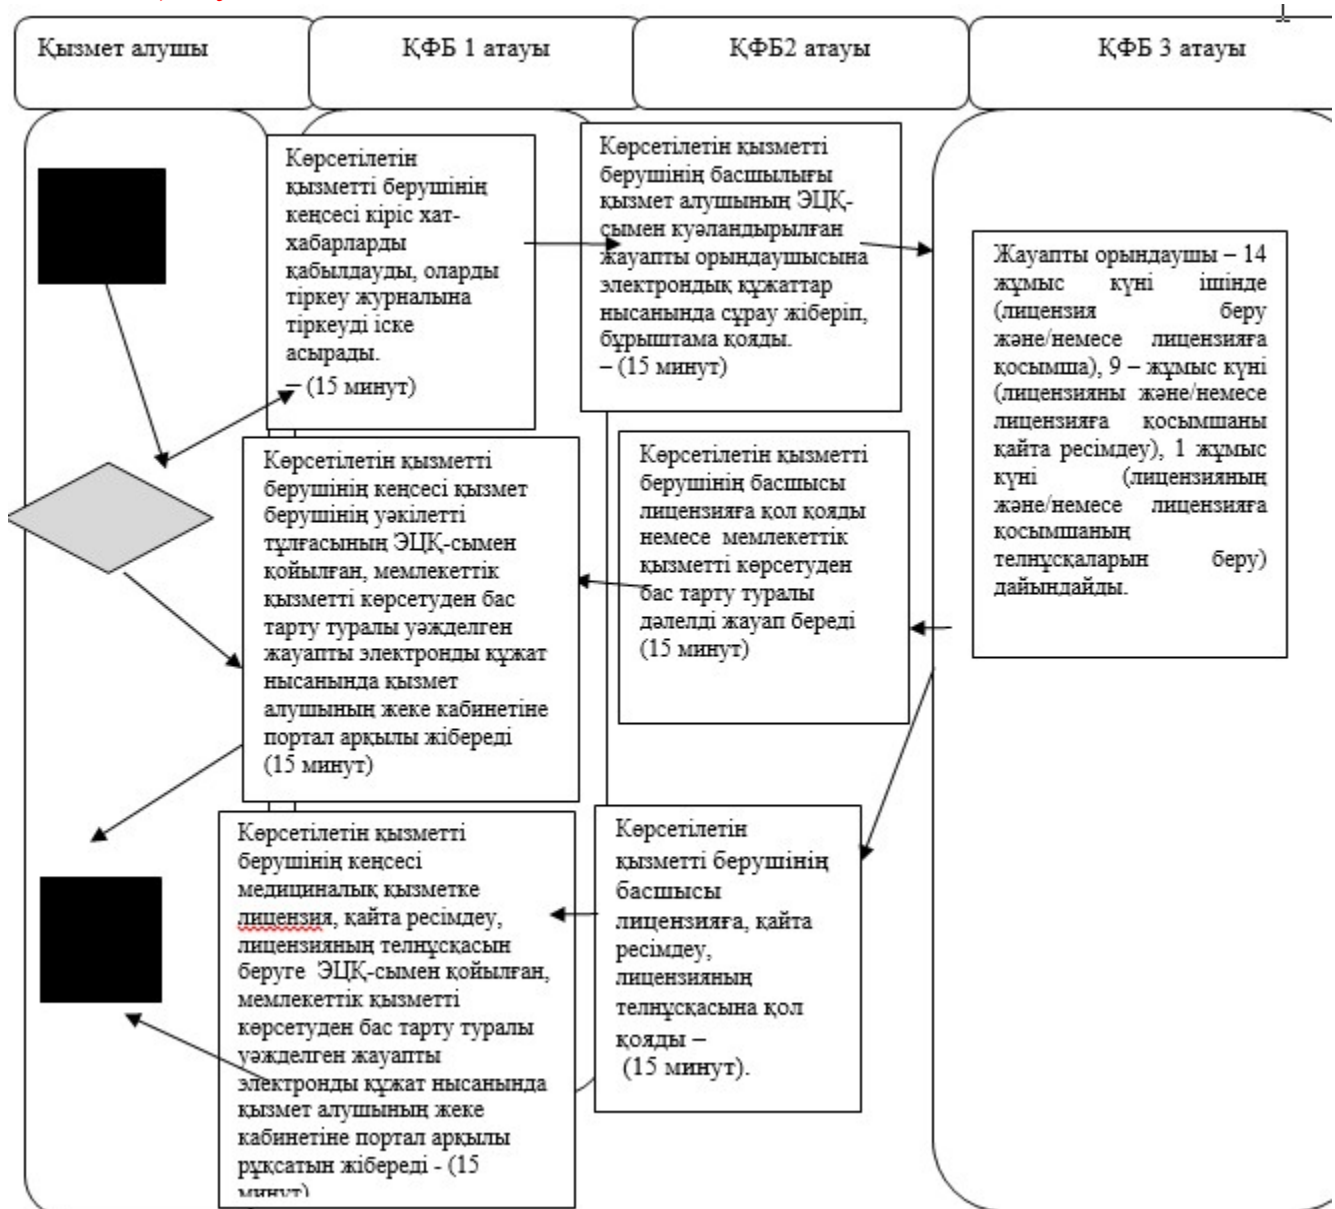 Қызмет алушы
ҚФБ 1 атауы
ҚФБ2 атауы
ҚФБ 3 атауы
Көрсетілетін
қызметті берушінің
кеңсесі кіріс хат-
хабарларды
қабылдауды, оларды
тіркеу журналына
тіркеуді іске
асырады.
– (15 минут)
Көрсетілетін қызметті
берушінің басшылығы
қызмет алушының ЭЦҚ-
сымен куәландырылған
жауапты орындаушысына
электрондық құжаттар
нысанында сұрау жіберіп,
бұрыштама қояды.
– (15 минут)
Жауапты орындаушы – 14
жұмыс күні ішінде
(лицензия беру
және/немесе лицензияға
қосымша), 9 – жұмыс күні
(лицензияны және/немесе
лицензияға қосымшаны
қайта ресімдеу), 1 жұмыс
күні (лицензияның
және/немесе лицензияға
қосымшаның
телнұсқаларын беру)
дайындайды.
Көрсетілетін қызметті
берушінің кеңсесі қызмет
берушінің уәкілетті
тұлғасының ЭЦҚ-сымен
қойылған, мемлекеттік
қызметті көрсетуден бас
тарту туралы уәжделген
жауапты электронды құжат
нысанында қызмет
алушының жеке кабинетіне
портал арқылы жібереді
(15 минут)
Көрсетілетін қызметті
берушінің басшысы
лицензияға қол қояды
немесе мемлекеттік
қызметті көрсетуден
бас тарту туралы
дәлелді жауап береді
(15 минут)
Көрсетілетін қызметті
берушінің кеңсесі
медициналық қызметке
лицензия, қайта ресімдеу,
лицензияның телнұсқасын
беруге ЭЦҚ-сымен қойылған,
мемлекеттік қызметті
көрсетуден бас тарту туралы
уәжделген жауапты
электронды құжат нысанында
қызмет алушының жеке
кабинетіне портал арқылы
рұқсатын жібереді - (15
минут)
Көрсетілетін
қызметті берушінің
басшысы
лицензияға, қайта
ресімдеу,
лицензияның
телнұсқасына қол
қояды –
(15 минут).